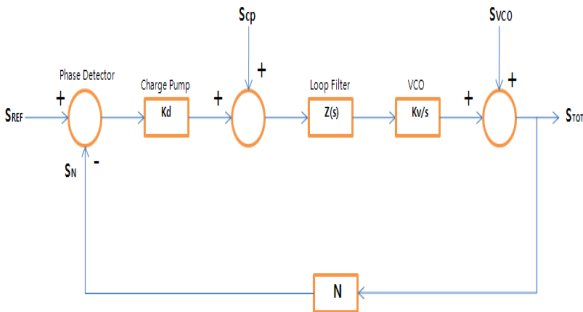 SCP
SVCO
Phase Detector
Charge Pump
Loop Filter
VCO
+
+
+
+
+
SREF
Kd
Z(s)
Kv/s
STOT
SN
-
N